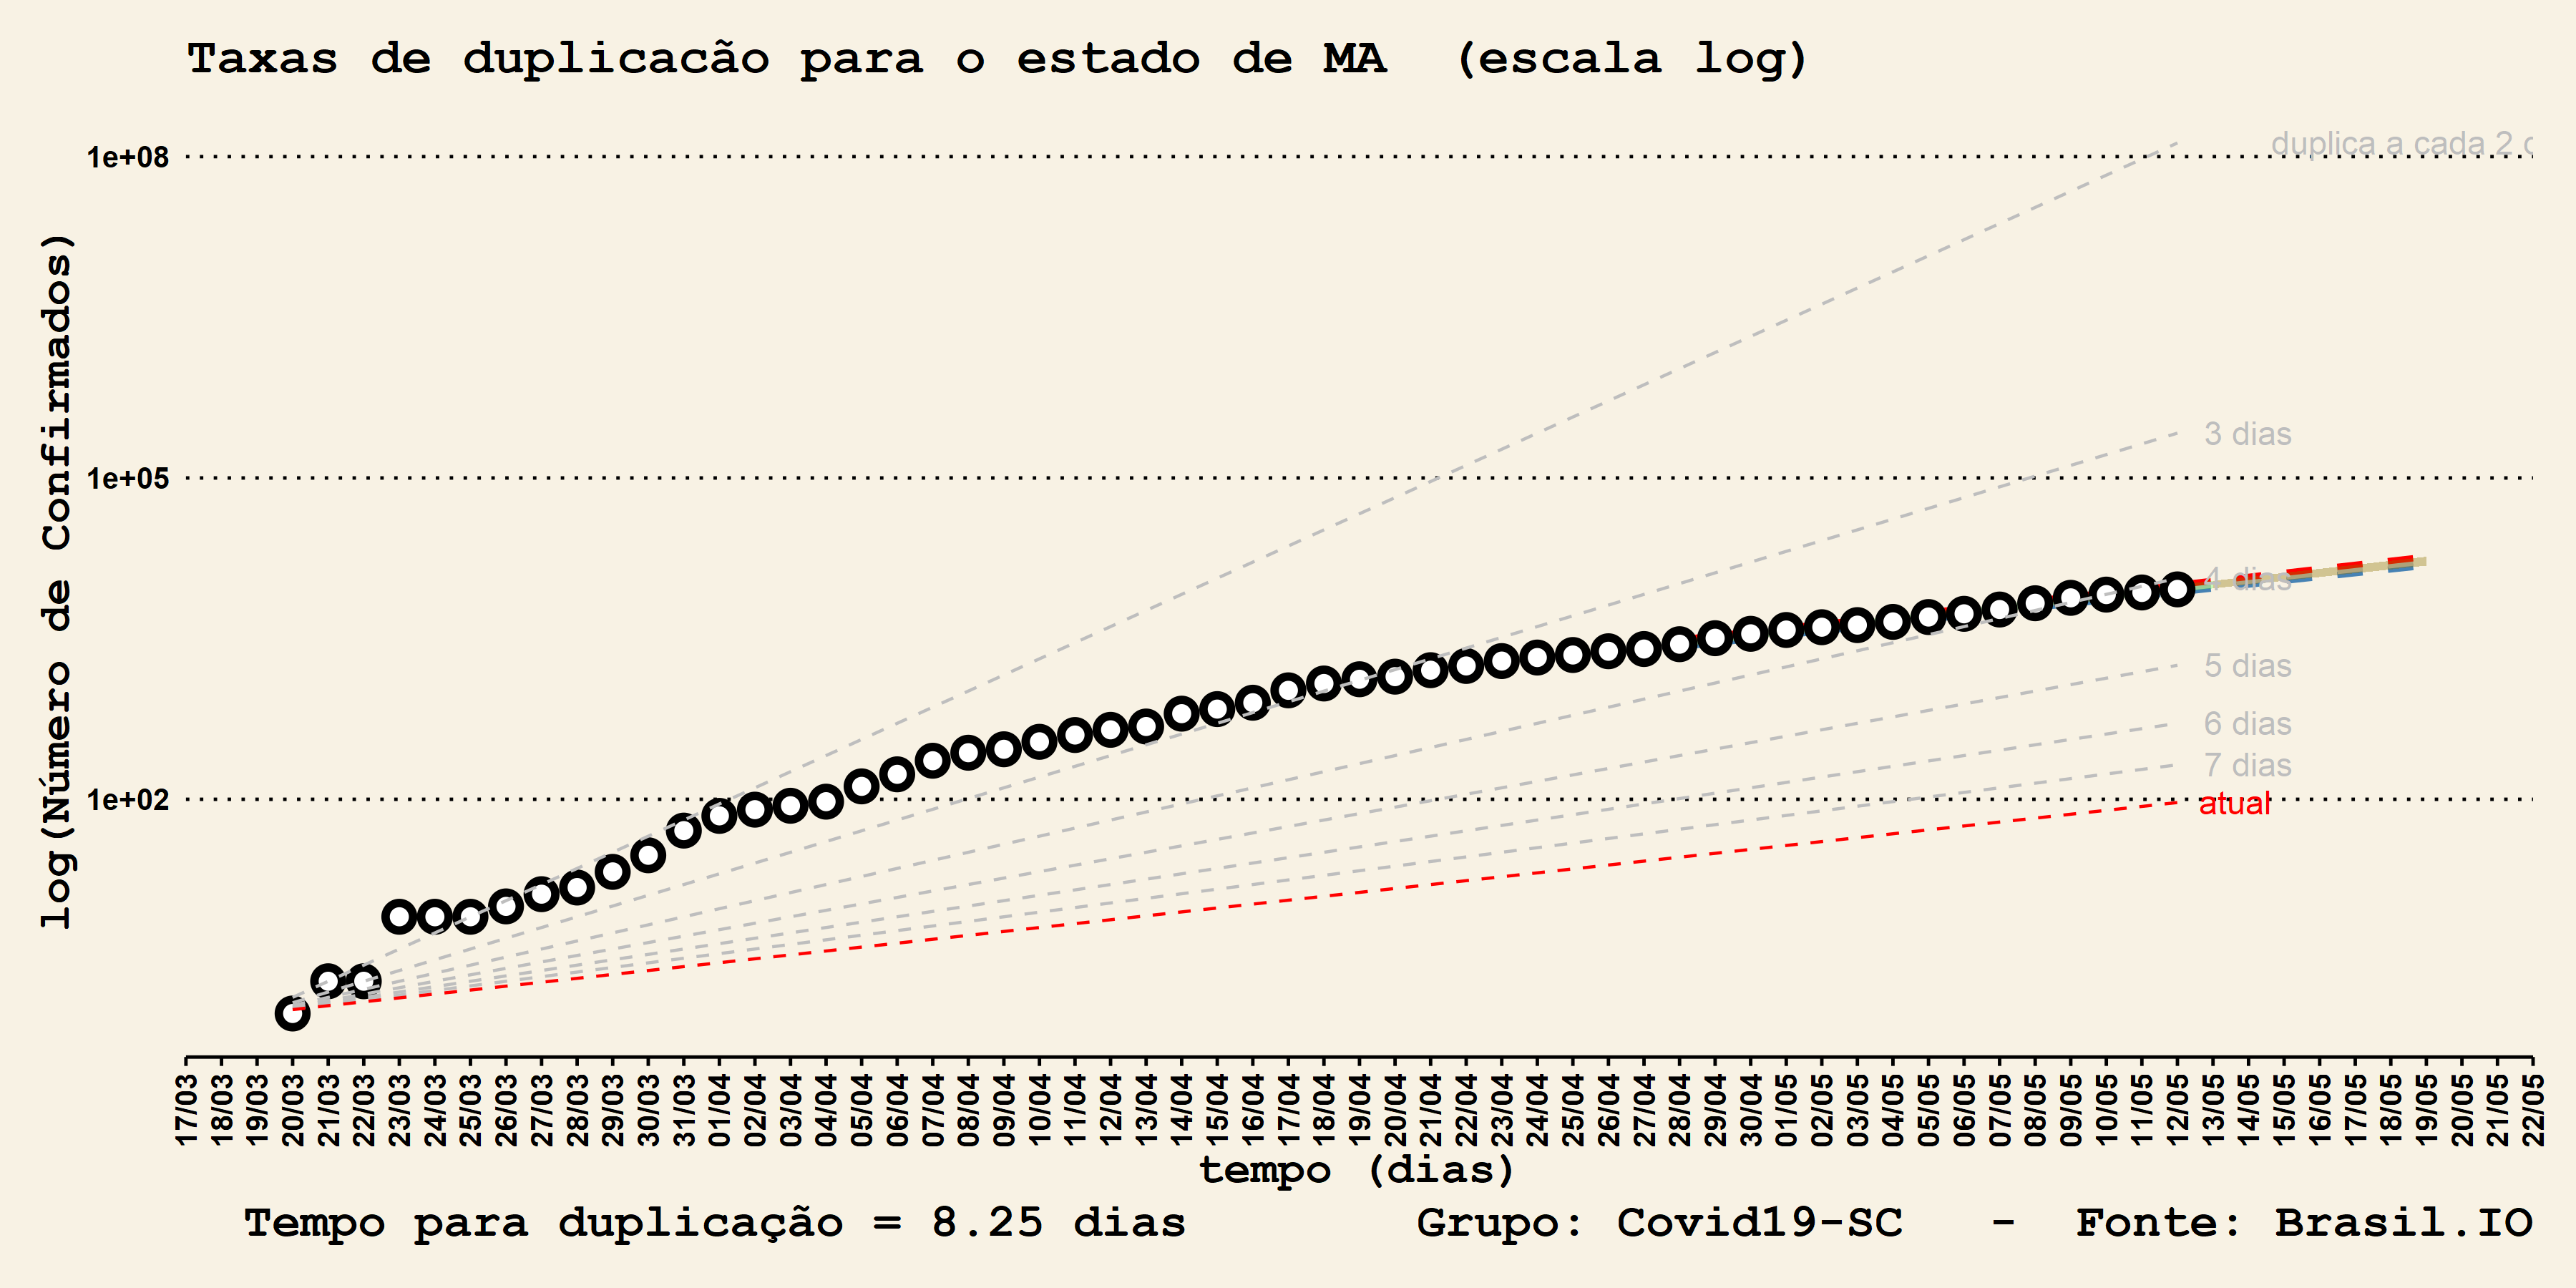 Taxas de duplicacão para o estado de MA (escala log)
log(Número de Confirmados)
1e+08
1e+05
1e+02
duplica a cada 2
3 dias
4 dias
5 dias
6 dias
7 dias
atual
17/03 18/03 19/03 20/03 21/03 22/03 23/03 24/03 25/03 26/03 27/03 28/03 29/03 30/03 31/03 01/04 02/04 03/04 04/04 05/04 06/04 07/04 08/04 09/04 10/04 11/04 12/04 13/04 14/04 15/04 16/04 17/04 18/04 19/04 20/04 21/04 22/04 23/04 24/04 25/04 26/04 27/04 28/04 29/04 30/04 01/05 02/05 03/05 04/05 05/05 06/05 07/05 08/05 09/05 10/05 11/05 12/05 13/05 14/05 15/05 16/05 17/05 18/05 19/05 20/05 21/05 22/05
tempo (dias)
Tempo para duplicação = 8.25 dias Grupo: Covid19-SC - Fonte: Brasil.IO